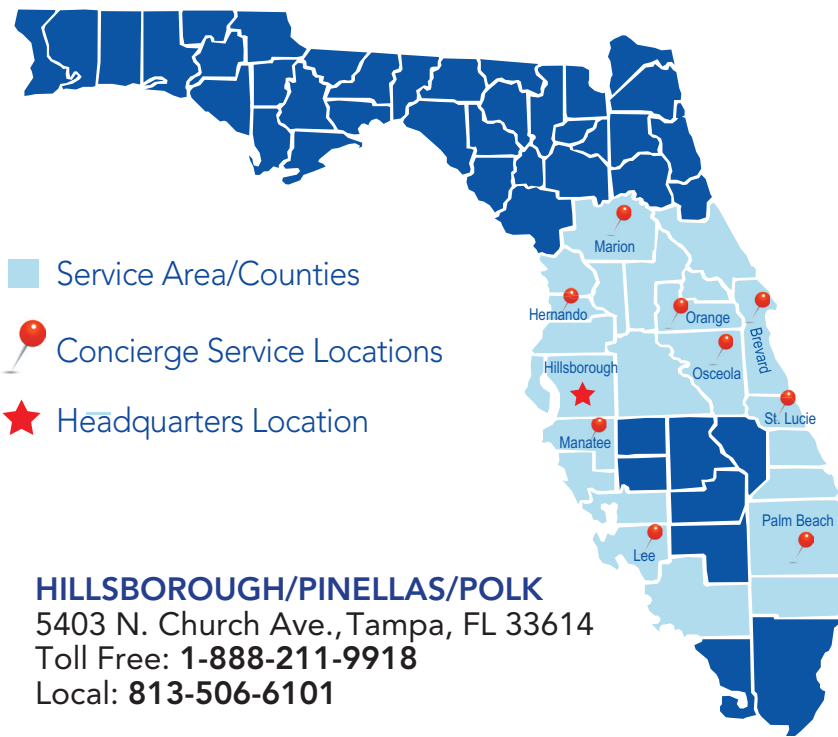 Marion
Service Area/Counties
Hernando
Orange
Brevard
Concierge Service Locations
Hillsborough
Osceola
Headquarters Location
St. Lucie
Manatee
Palm Beach
Lee
HILLSBOROUGH/PINELLAS/POLK
5403 N. Church Ave., Tampa, FL 33614
Toll Free: 1-888-211-9918
Local: 813-506-6101